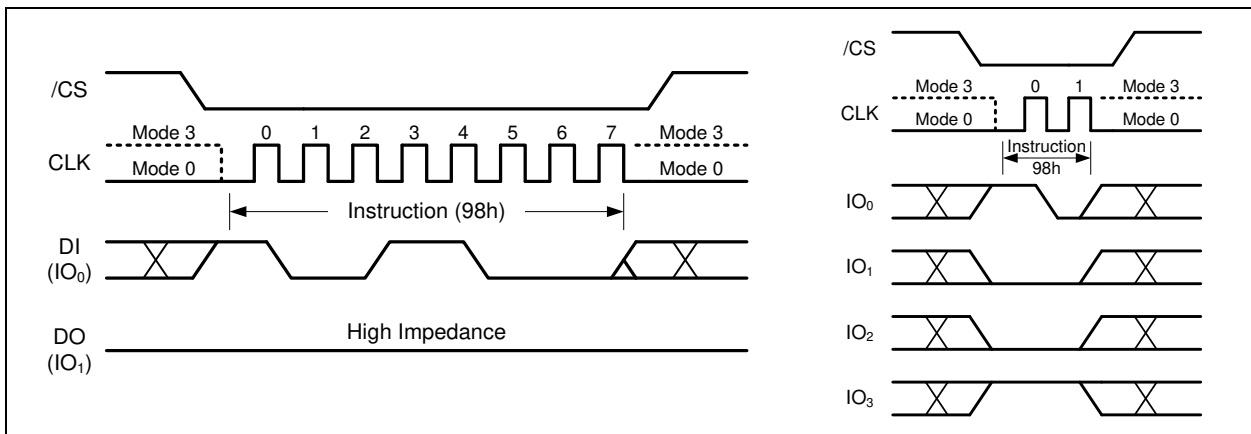 /CS
Mode 3 0 1 2 3 4 5 6 7 Mode 3
CLK
Mode 0 Mode 0
Instruction (98h)
DI
(IO₀)
High Impedance
DO
(IO₁)
/CS
Mode 3 0 1 Mode 3
CLK
Mode 0 Mode 0
Instruction
98h
IO₀
IO₁
IO₂
IO₃